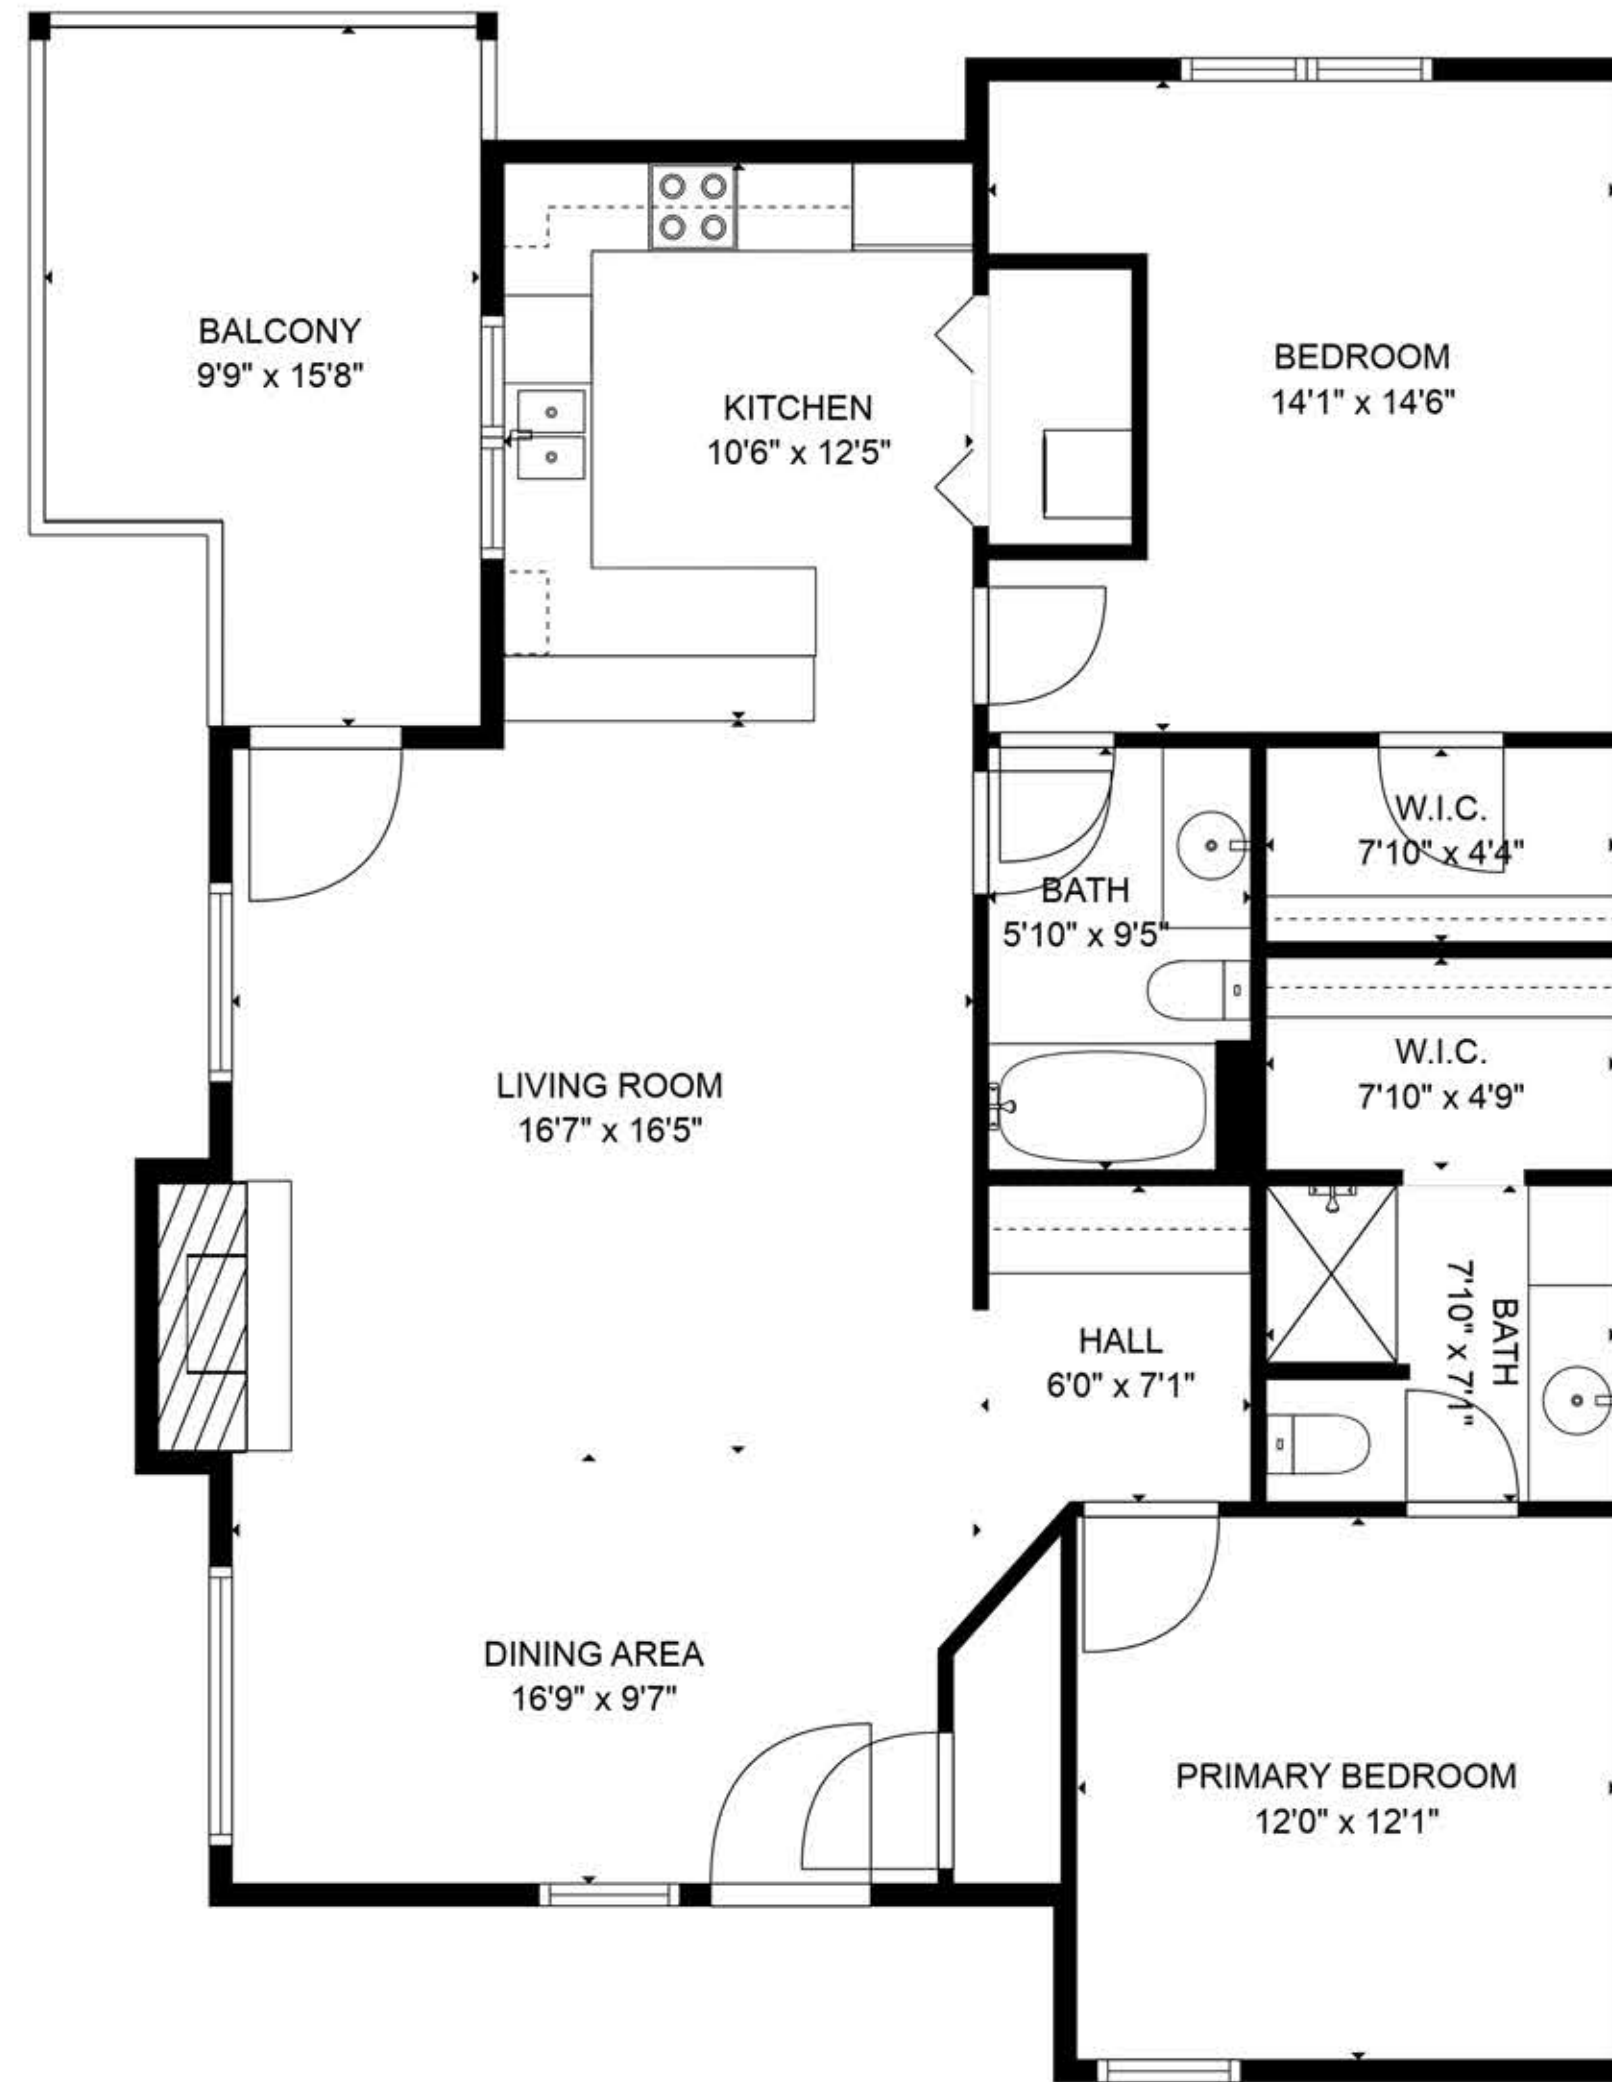 BALCONY
9'9" x 15'8"
KITCHEN
10'6" x 12'5"
BEDROOM
14'1" x 14'6"
W.I.C.
7'10" x 4'4"
BATH
5'10" x 9'5"
W.I.C.
7'10" x 4'9"
LIVING ROOM
16'7" x 16'5"
HALL
6'0" x 7'1"
BATH
7'10" x 7'1"
DINING AREA
16'9" x 9'7"
PRIMARY BEDROOM
12'0" x 12'1"